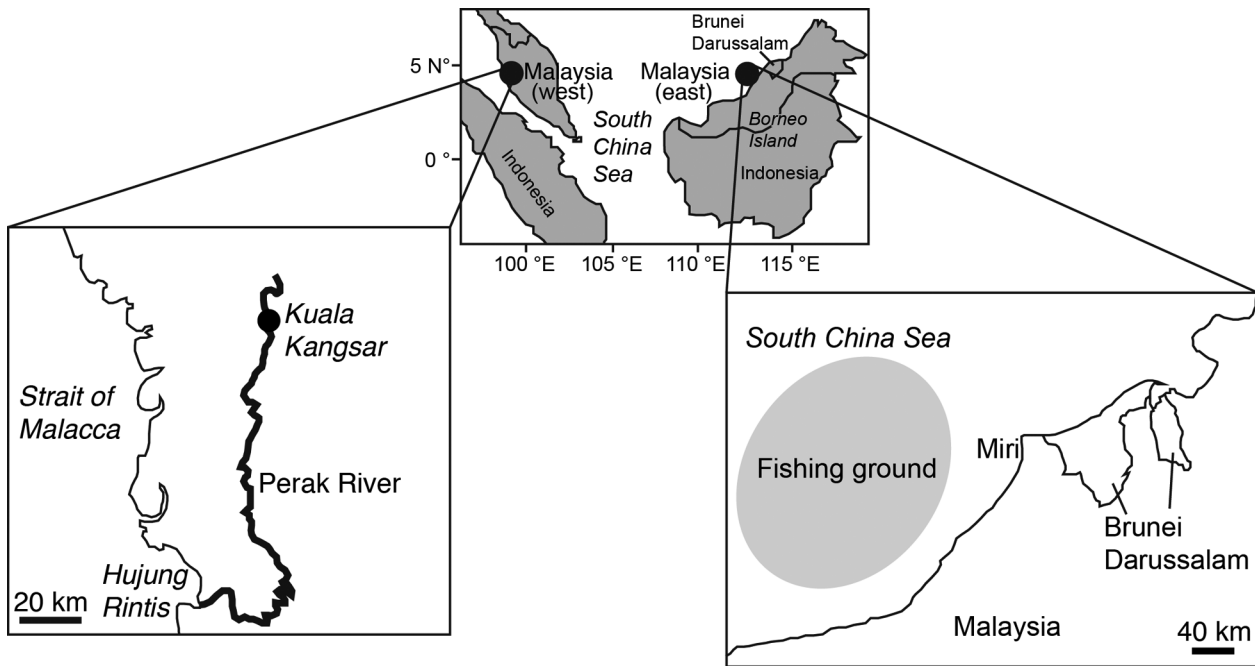 Brunei
Darussalam
5 N°
Malaysia
(west)
Malaysia
(east)
South
China
Sea
Borneo
Island
0 °
Indonesia
Indonesia
100 °E
105 °E
110 °E
115 °E
Kuala
Kangsar
Strait of
Malacca
Perak River
Hujung
Rintis
20 km
South China Sea
Fishing ground
Miri
Brunei
Darussalam
Malaysia
40 km